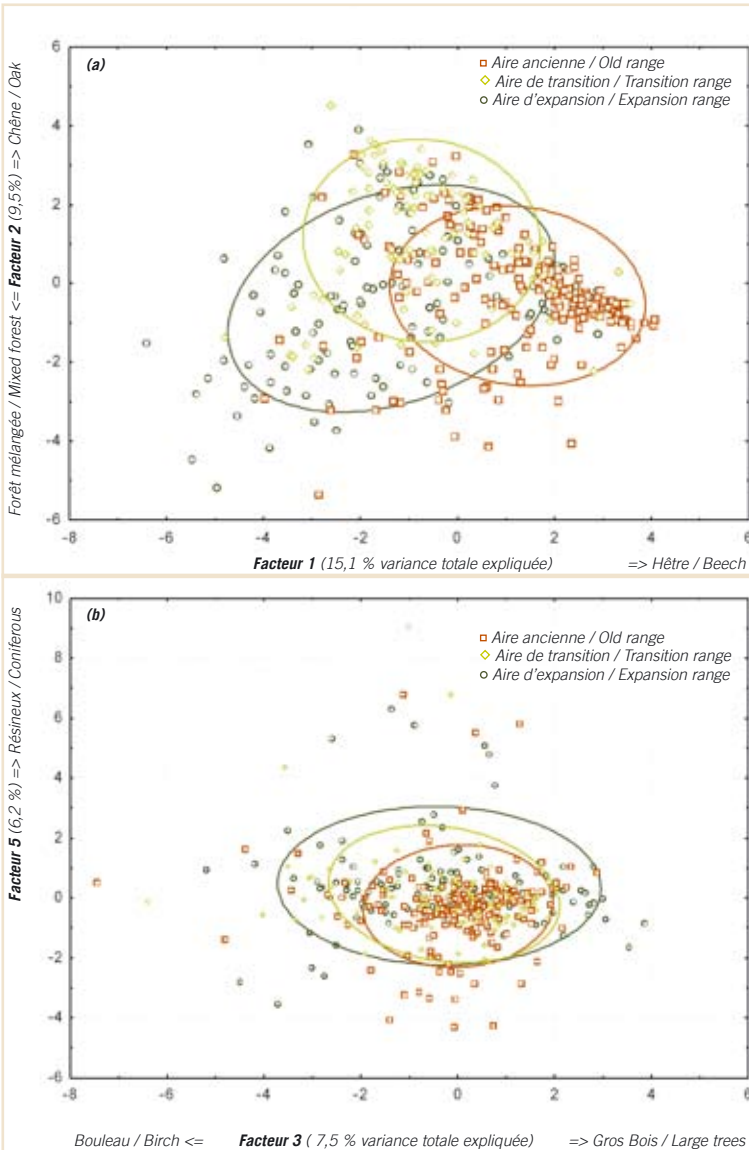 (a)
Aire ancienne / Old range
Aire de transition / Transition range
Aire d'expansion / Expansion range
6
4
2
0
-2
-4
-6
Forêt mélangée / Mixed forest <= Facteur 2 (9,5%) => Chêne / Oak
-8 -6 -4 -2 0 2 4 6
Facteur 1 (15,1 % variance totale expliquée) => Hêtre / Beech
(b)
Aire ancienne / Old range
Aire de transition / Transition range
Aire d'expansion / Expansion range
10
8
6
4
2
0
-2
-4
-6
Facteur 5 (6,2 %) => Résineux / Coniferous
-8 -6 -4 -2 0 2 4 6
Bouleau / Birch <= Facteur 3 ( 7,5 % variance totale expliquée) => Gros Bois / Large trees